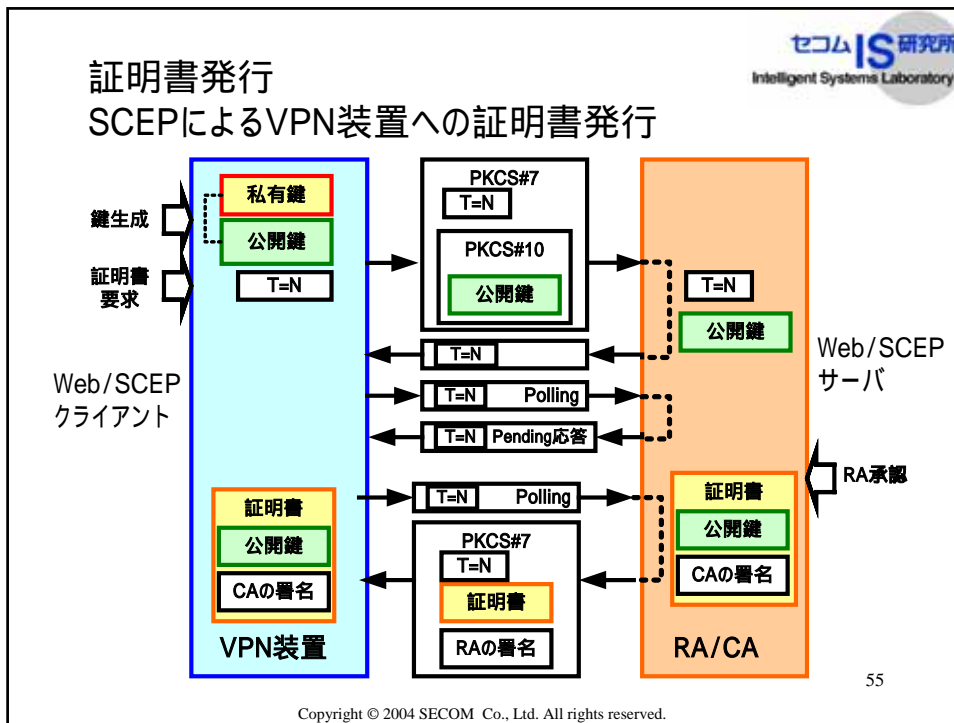 セコム IS 研究所
Intelligent Systems Laboratory
証明書発行
SCEPによるVPN装置への証明書発行
鍵生成
証明書
要求
Web/SCEP
クライアント
私有鍵
公開鍵
T=N
PKCS#7
T=N
PKCS#10
公開鍵
T=N
公開鍵
Web/SCEP
サーバ
T=N
T=N Polling
T=N Pending応答
RA承認
T=N Polling
証明書
公開鍵
CAの署名
VPN装置
PKCS#7
T=N
証明書
RAの署名
証明書
公開鍵
CAの署名
RA/CA
55
Copyright © 2004 SECOM Co., Ltd. All rights reserved.